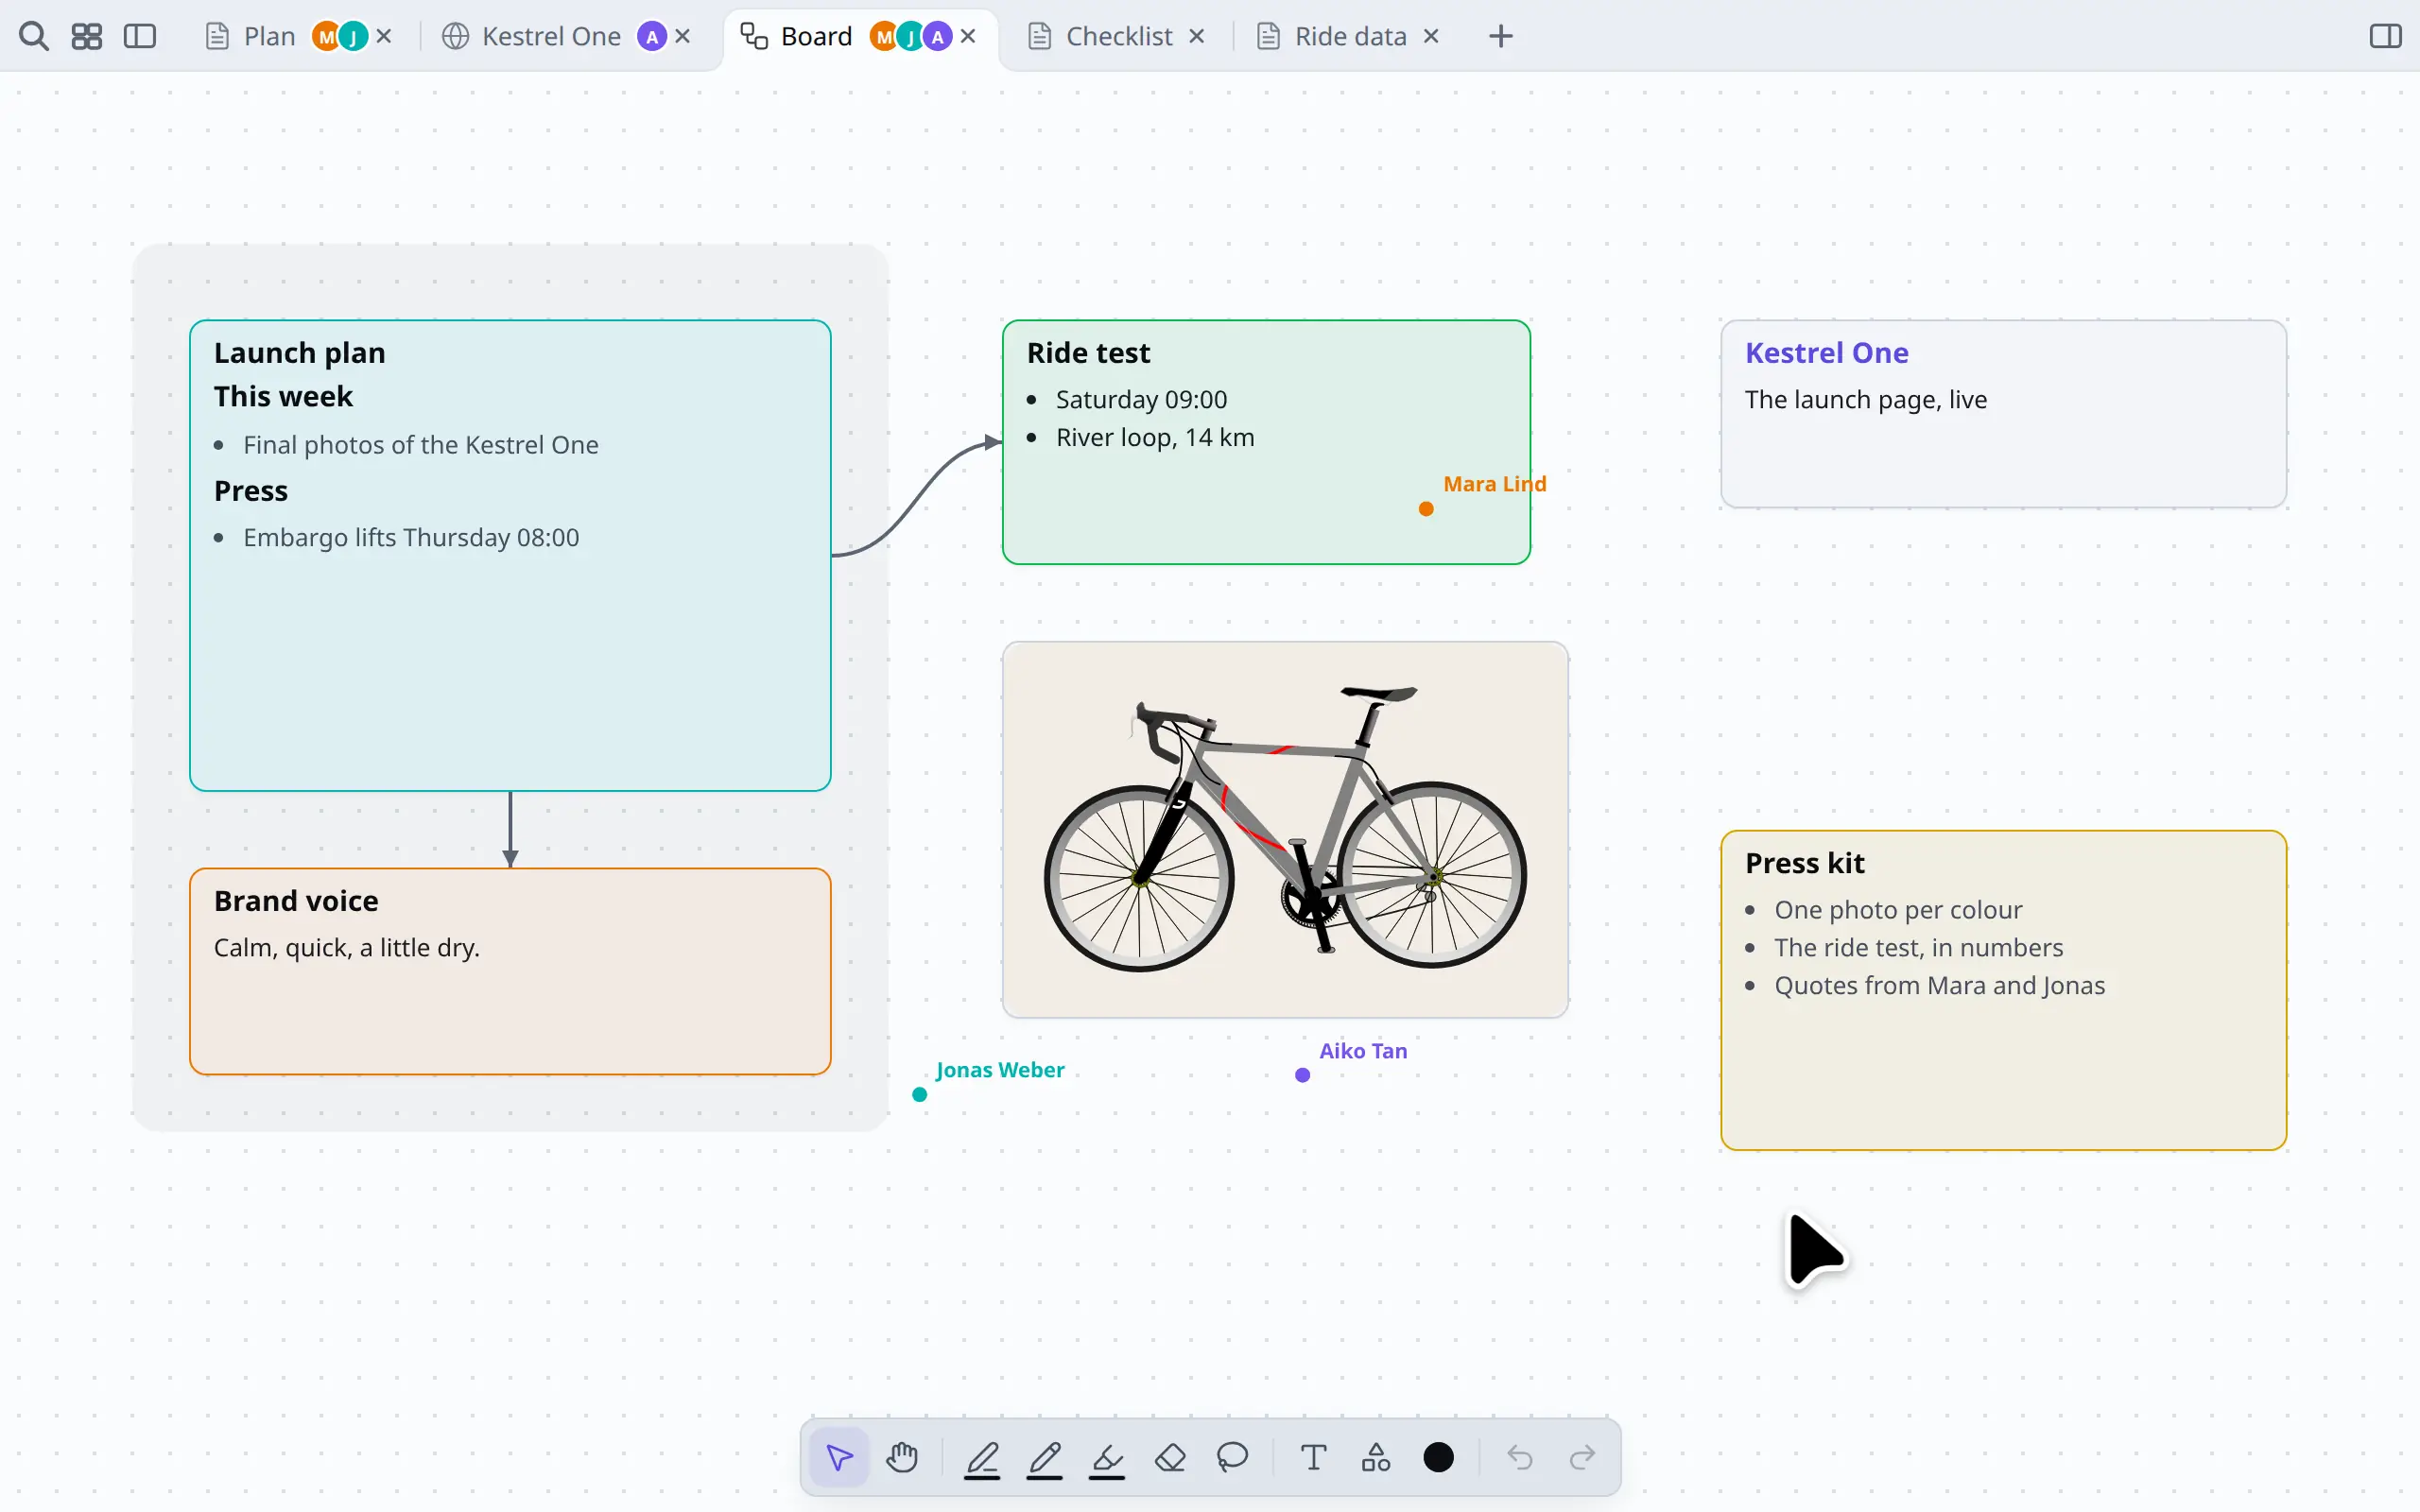 Plan M J
Kestrel One A
Board M J A
Checklist
Ride data
Launch plan
This week
Final photos of the Kestrel One
Press
Embargo lifts Thursday 08:00
Brand voice
Calm, quick, a little dry.
Ride test
Saturday 09:00
River loop, 14 km
Mara Lind
Jonas Weber
Aiko Tan
Kestrel One
The launch page, live
Press kit
One photo per colour
The ride test, in numbers
Quotes from Mara and Jonas